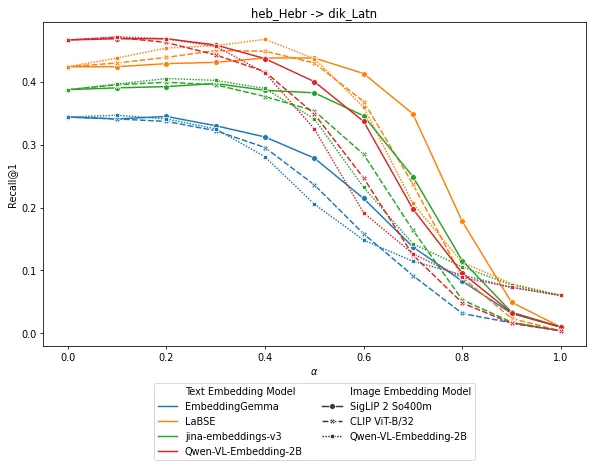 heb_Hebr -> dik_Latn
Recall@1
0.4
0.3
0.2
0.1
0.0
0.0 0.2 0.4 0.6 0.8 1.0
α
Text Embedding Model Image Embedding Model
EmbeddingGemma SigLIP 2 So400m
LaBSE CLIP ViT-B/32
jina-embeddings-v3 Qwen-VL-Embedding-2B
Qwen-VL-Embedding-2B